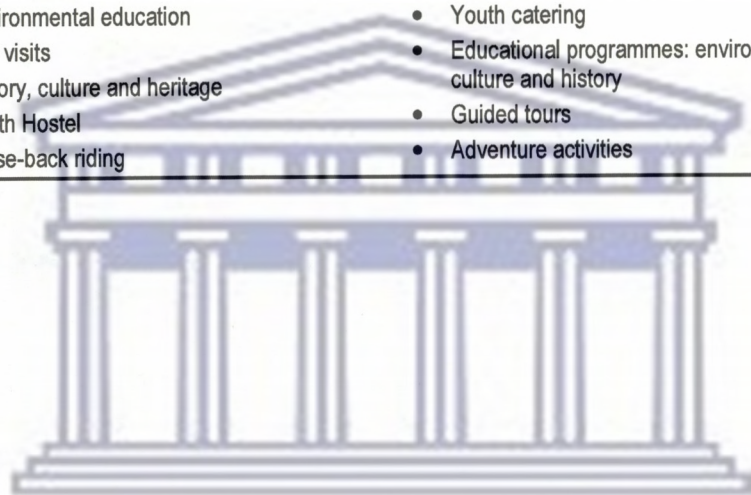 ironmental education
visits
ory, culture and heritage
th Hostel
se-back riding
• Youth catering
• Educational programmes: enviro
culture and history
• Guided tours
• Adventure activities